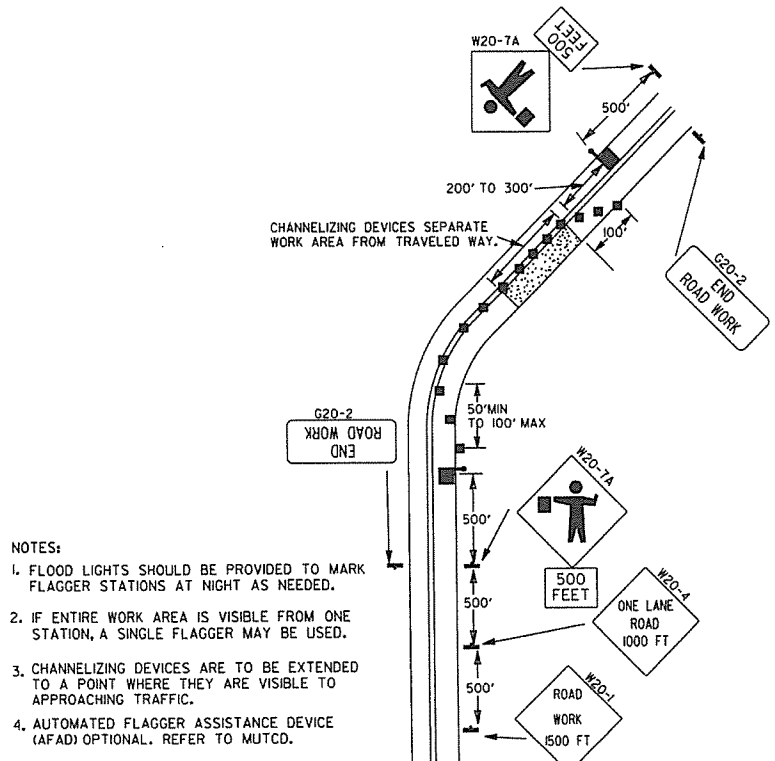 W20-7A
500
FEET
500'
200' TO 300'
CHANNELIZING DEVICES SEPARATE
WORK AREA FROM TRAVELED WAY.
100'
G20-2
END
ROAD WORK
50'MIN
TO 100' MAX
G20-2
END
ROAD WORK
W20-7A
500'
500
FEET
500'
W20-4
ONE LANE
ROAD
1000 FT
500'
W20-1
ROAD
WORK
1500 FT
NOTES:
1. FLOOD LIGHTS SHOULD BE PROVIDED TO MARK
FLAGGER STATIONS AT NIGHT AS NEEDED.
2. IF ENTIRE WORK AREA IS VISIBLE FROM ONE
STATION, A SINGLE FLAGGER MAY BE USED.
3. CHANNELIZING DEVICES ARE TO BE EXTENDED
TO A POINT WHERE THEY ARE VISIBLE TO
APPROACHING TRAFFIC.
4. AUTOMATED FLAGGER ASSISTANCE DEVICE
(AFAD) OPTIONAL. REFER TO MUTCD.